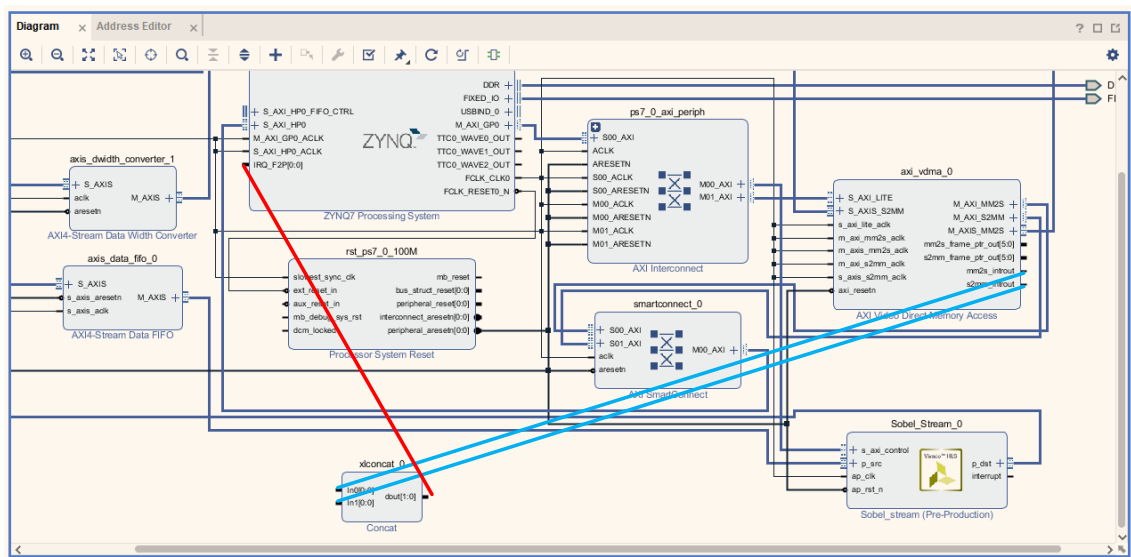 Diagram × Address Editor ×
? 
DDR
FIXED_IO
D
FI
S_AXI_HP0_FIFO_CTRL
USBIND_0
S_AXI_HP0
M_AXI_GP0
M_AXI_GP0_ACLK
TTC0_WAVE0_OUT
S_AXI_HP0_ACLK
TTC0_WAVE1_OUT
IRQ_F2P[0:0]
TTC0_WAVE2_OUT
FCLK_CLK0
FCLK_RESET0_N
ZYNQ
ZYNQ7 Processing System
ps7_0_axi_periph
S00_AXI
ACLK
ARESETN
S00_ACLK
S00_ARESETN
M00_ACLK
M00_ARESETN
M01_ACLK
M01_ARESETN
M00_AXI
M01_AXI
AXI Interconnect
axis_dwidth_converter_1
S_AXIS
aclk
aresetn
M_AXIS
AXI4-Stream Data Width Converter
axi_vdma_0
S_AXI_LITE
S_AXIS_S2MM
s_axi_lite_aclk
m_axi_mm2s_aclk
m_axis_mm2s_aclk
m_axi_s2mm_aclk
s_axis_s2mm_aclk
axi_resetn
M_AXI_MM2S
M_AXI_S2MM
M_AXIS_MM2S
mm2s_frame_ptr_out[5:0]
s2mm_frame_ptr_out[5:0]
mm2s_introut
s2mm_introut
AXI Video Direct Memory Access
axis_data_fifo_0
S_AXIS
s_axis_aresetn
s_axis_aclk
M_AXIS
AXI4-Stream Data FIFO
rst_ps7_0_100M
slowest_sync_clk
ext_reset_in
aux_reset_in
mb_debug_sys_rst
dcm_locked
mb_reset
bus_struct_reset[0:0]
peripheral_reset[0:0]
interconnect_aresetn[0:0]
peripheral_aresetn[0:0]
Processor System Reset
smartconnect_0
S00_AXI
S01_AXI
aclk
aresetn
M00_AXI
AXI SmartConnect
xlconcat_0
In0[0:0]
In1[0:0]
dout[1:0]
Concat
Sobel_Stream_0
s_axi_control
p_src
ap_clk
ap_rst_n
p_dst
interrupt
Sobel_stream (Pre-Production)